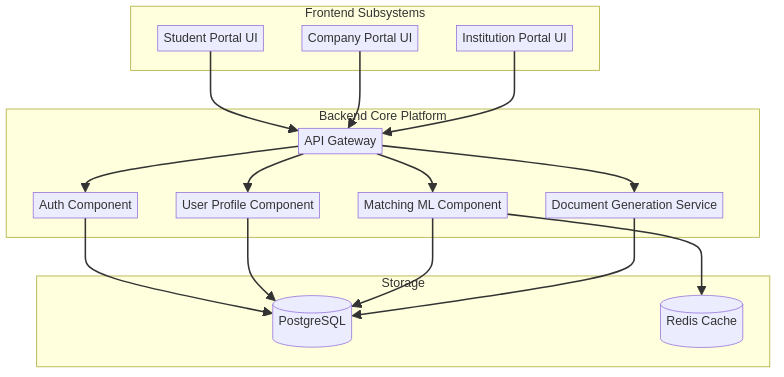 Frontend Subsystems
Student Portal UI
Company Portal UI
Institution Portal UI
Backend Core Platform
API Gateway
Auth Component
User Profile Component
Matching ML Component
Document Generation Service
Storage
PostgreSQL
Redis Cache